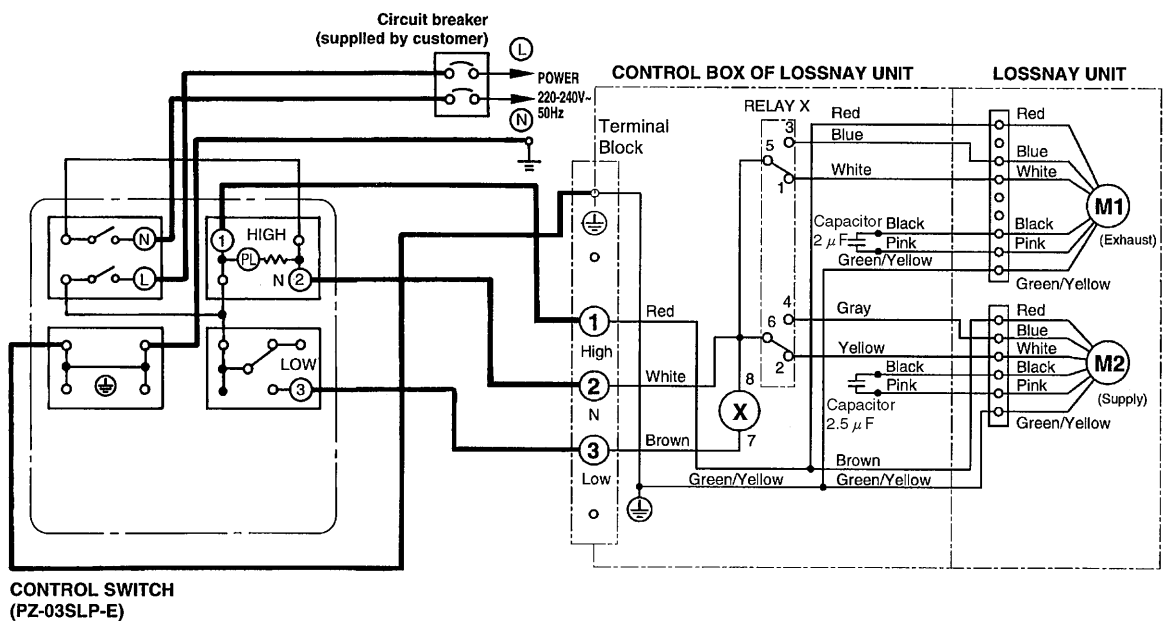 Circuit breaker
(supplied by customer)
L
POWER
220-240V~
50Hz
N
CONTROL BOX OF LOSSNAY UNIT
LOSSNAY UNIT
Terminal
Block
RELAY X
3
5
1
Red
Blue
White
Capacitor
2 μF
Black
Pink
Green/Yellow
Red
Blue
White
Black
Pink
Green/Yellow
M1
(Exhaust)
N
L
1
HIGH
PL
N
2
LOW
3
1
High
2
N
3
Low
Red
White
Brown
8
X
7
4
6
2
Gray
Yellow
Black
Pink
Capacitor
2.5 μF
Brown
Green/Yellow
Green/Yellow
Red
Blue
White
Black
Pink
Green/Yellow
M2
(Supply)
CONTROL SWITCH
(PZ-03SLP-E)